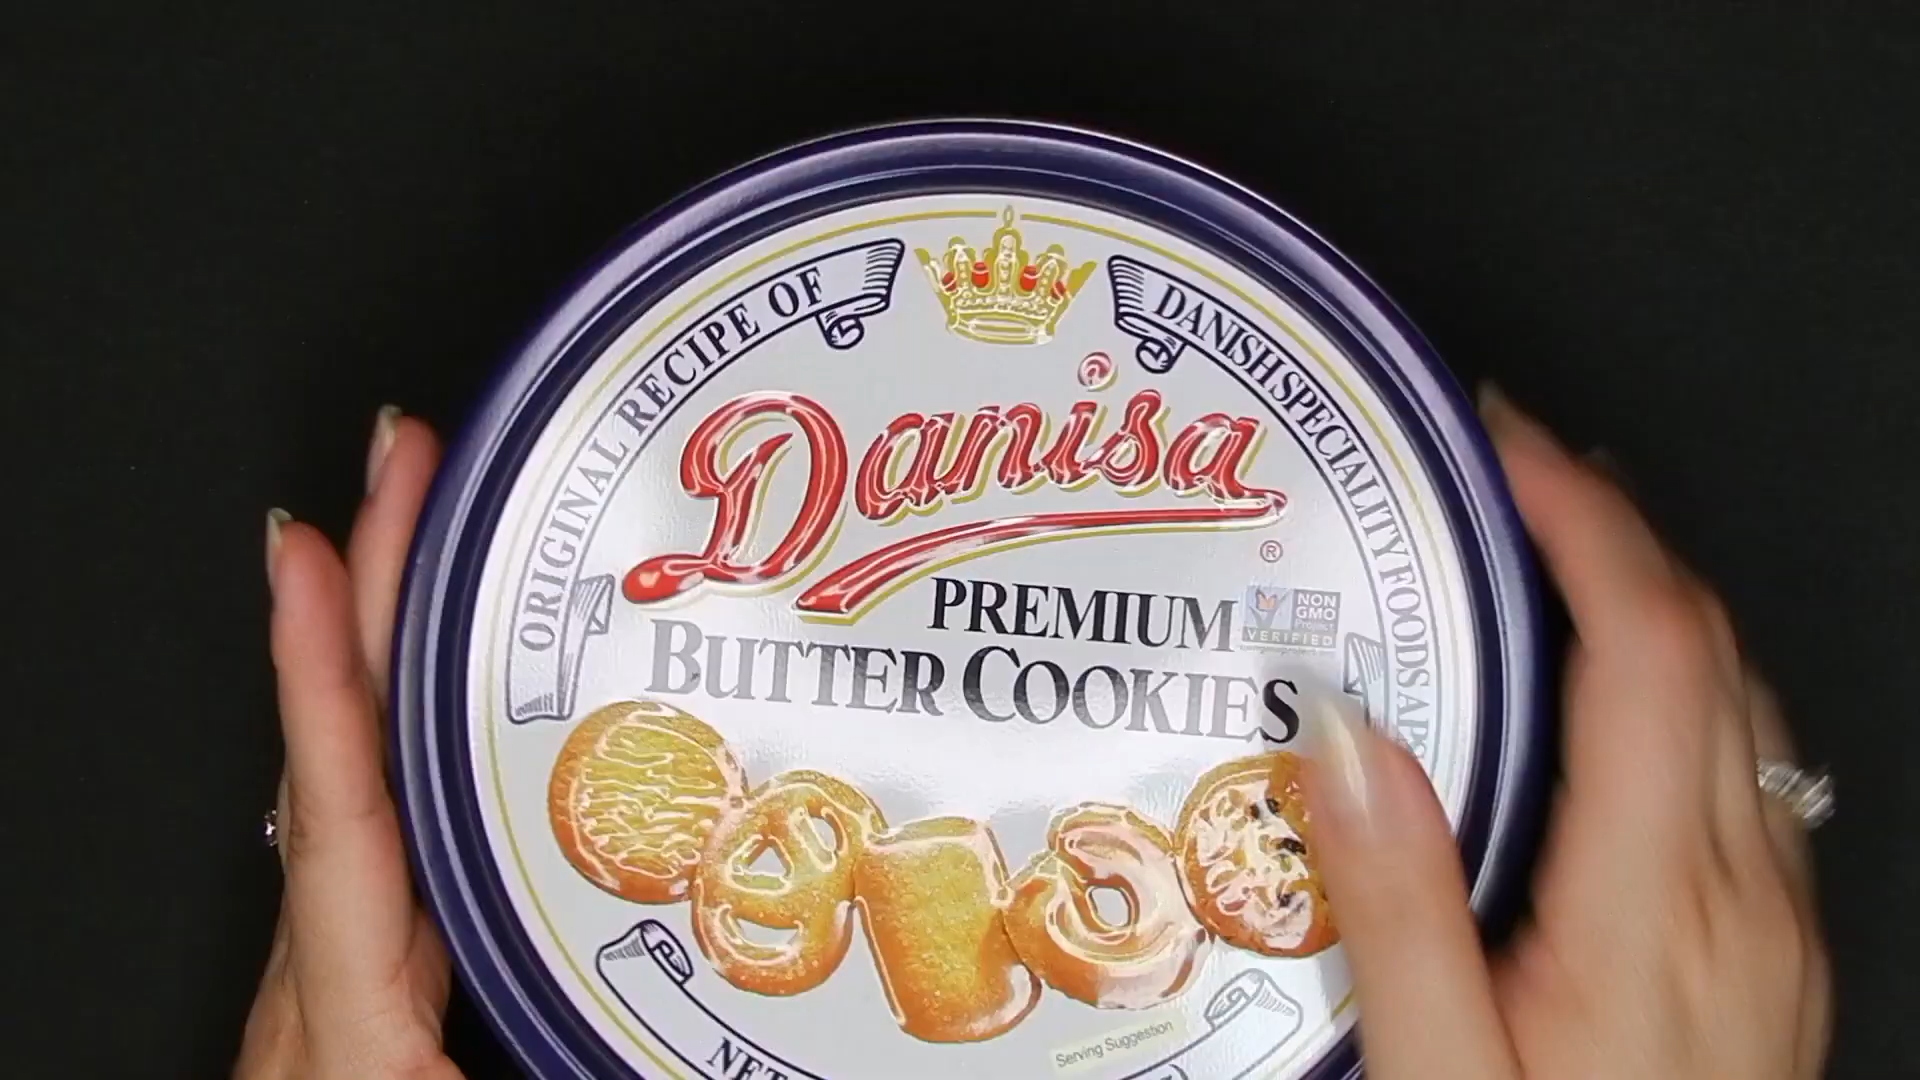 ORIGINAL RECIPE OF
DANISH SPECIALITY FOODS APS
Danisa
®
PREMIUM
BUTTER COOKIES
NON
GMO
Project
VERIFIED
Serving Suggestion
NET